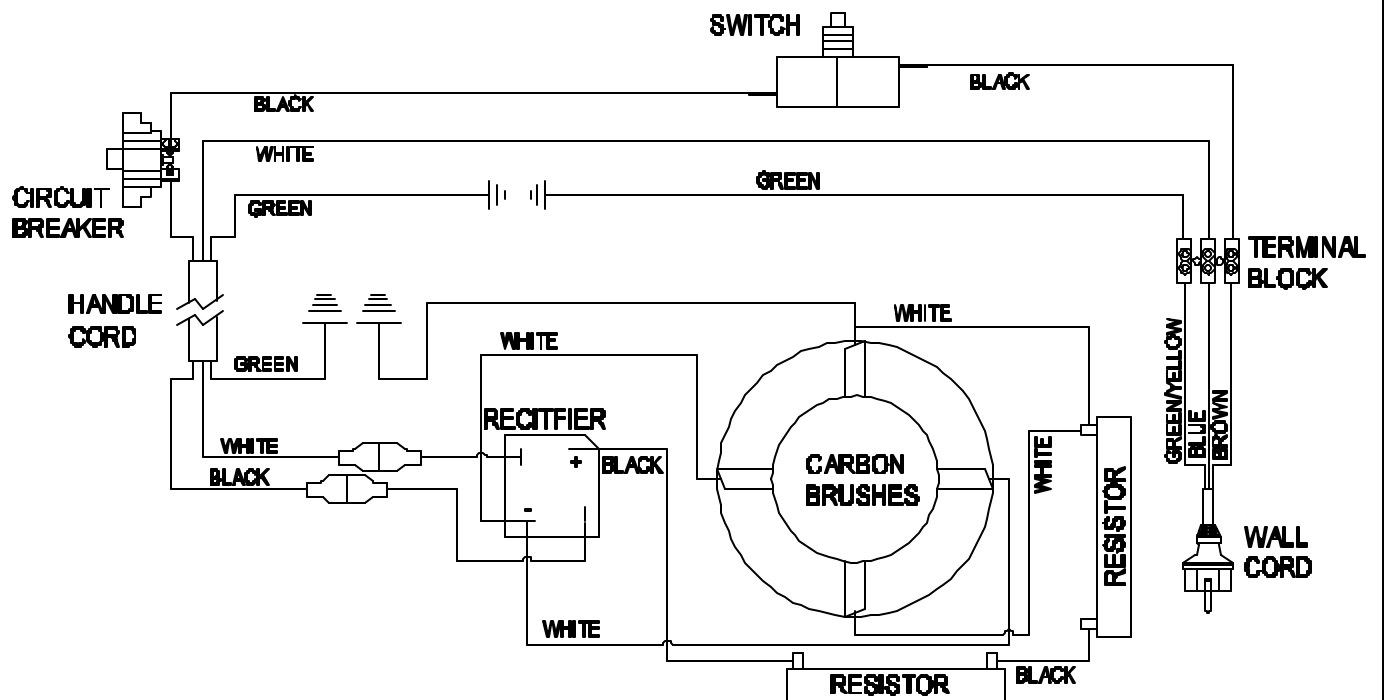 SWITCH
BLACK
BLACK
WHITE
GREEN
GREEN
CIRCUIT
BREAKER
TERMINAL
BLOCK
HANDLE
CORD
WHITE
WHITE
GREEN
GREEN/YELLOW
BLUE
BROWN
RECITFIER
WHITE
BLACK
+
BLACK
-
CARBON
BRUSHES
WHITE
RESISTOR
WALL
CORD
WHITE
BLACK
RESISTOR